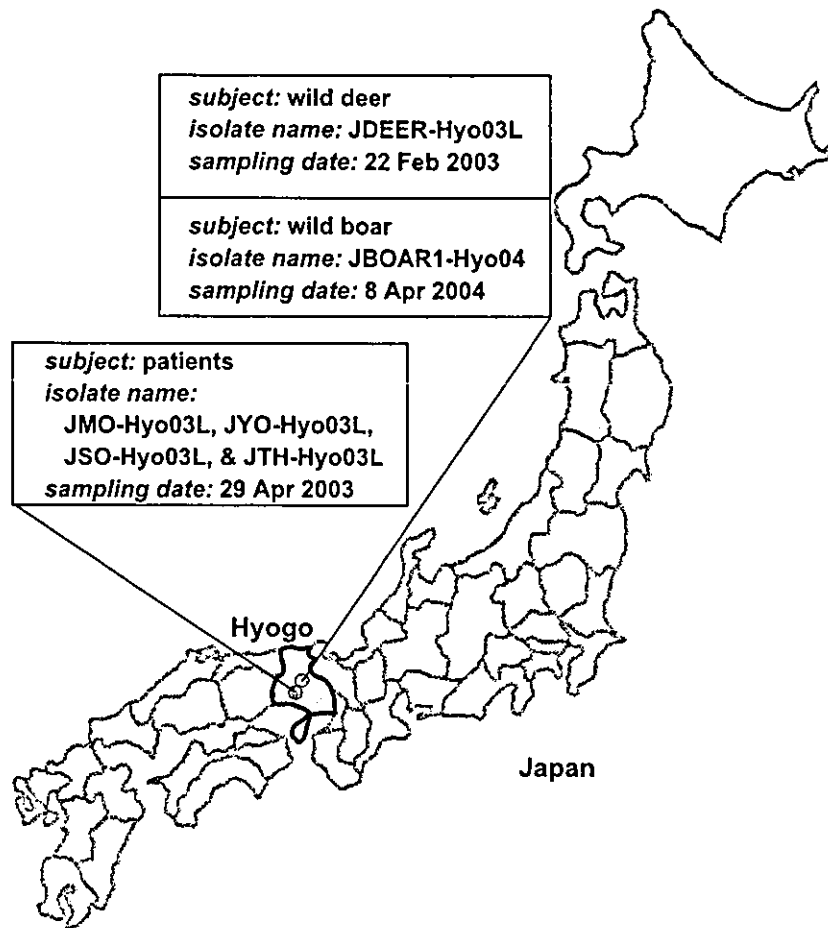 subject: wild deer
isolate name: JDEER-Hyo03L
sampling date: 22 Feb 2003
subject: wild boar
isolate name: JBOAR1-Hyo04
sampling date: 8 Apr 2004
subject: patients
isolate name:
JMO-Hyo03L, JYO-Hyo03L,
JSO-Hyo03L, & JTH-Hyo03L
sampling date: 29 Apr 2003
Hyogo
Japan